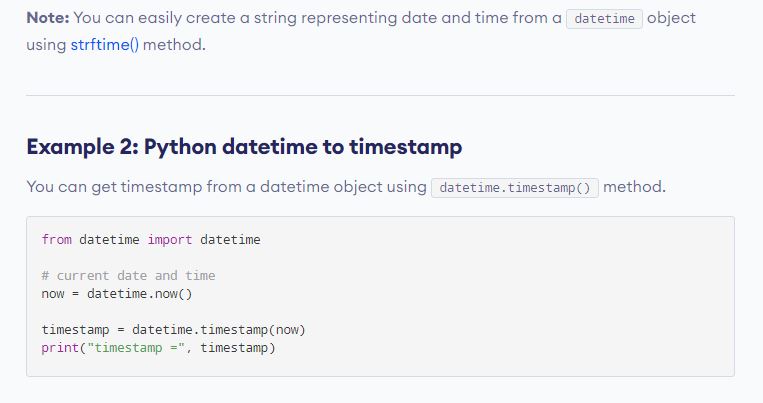 Note: You can easily create a string representing date and time from a datetime object
using strftime() method.
Example 2: Python datetime to timestamp
You can get timestamp from a datetime object using datetime.timestamp() method.
from datetime import datetime
# current date and time
now = datetime.now()
timestamp = datetime.timestamp(now)
print("timestamp =", timestamp)